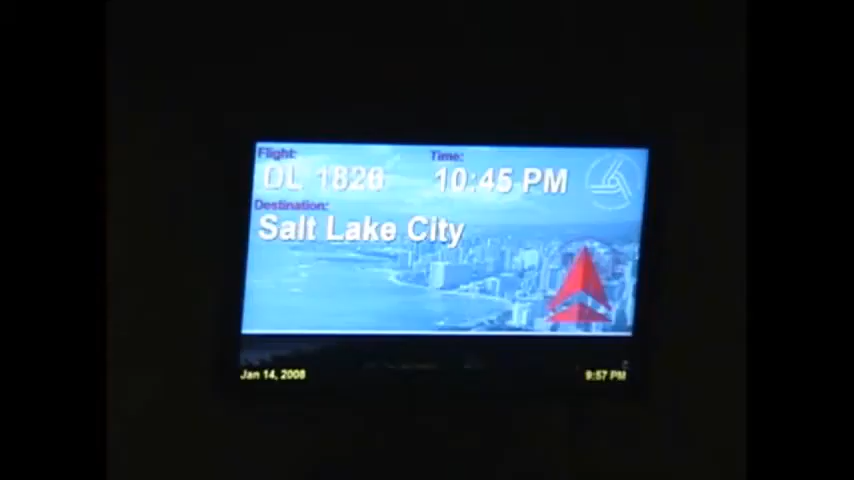 Flight: Time:
DL 1826 10:45 PM
Destination:
Salt Lake City
Jan 14, 2008 9:57 PM